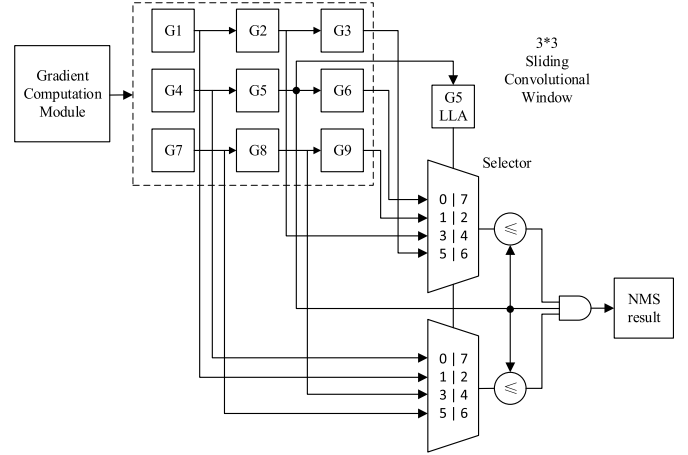 G1
G2
G3
3*3
Sliding
Convolutional
Window
Gradient
Computation
Module
G4
G5
G6
G5
LLA
G7
G8
G9
Selector
0 | 7
1 | 2
3 | 4
5 | 6
≤
NMS
result
0 | 7
1 | 2
3 | 4
5 | 6
≤